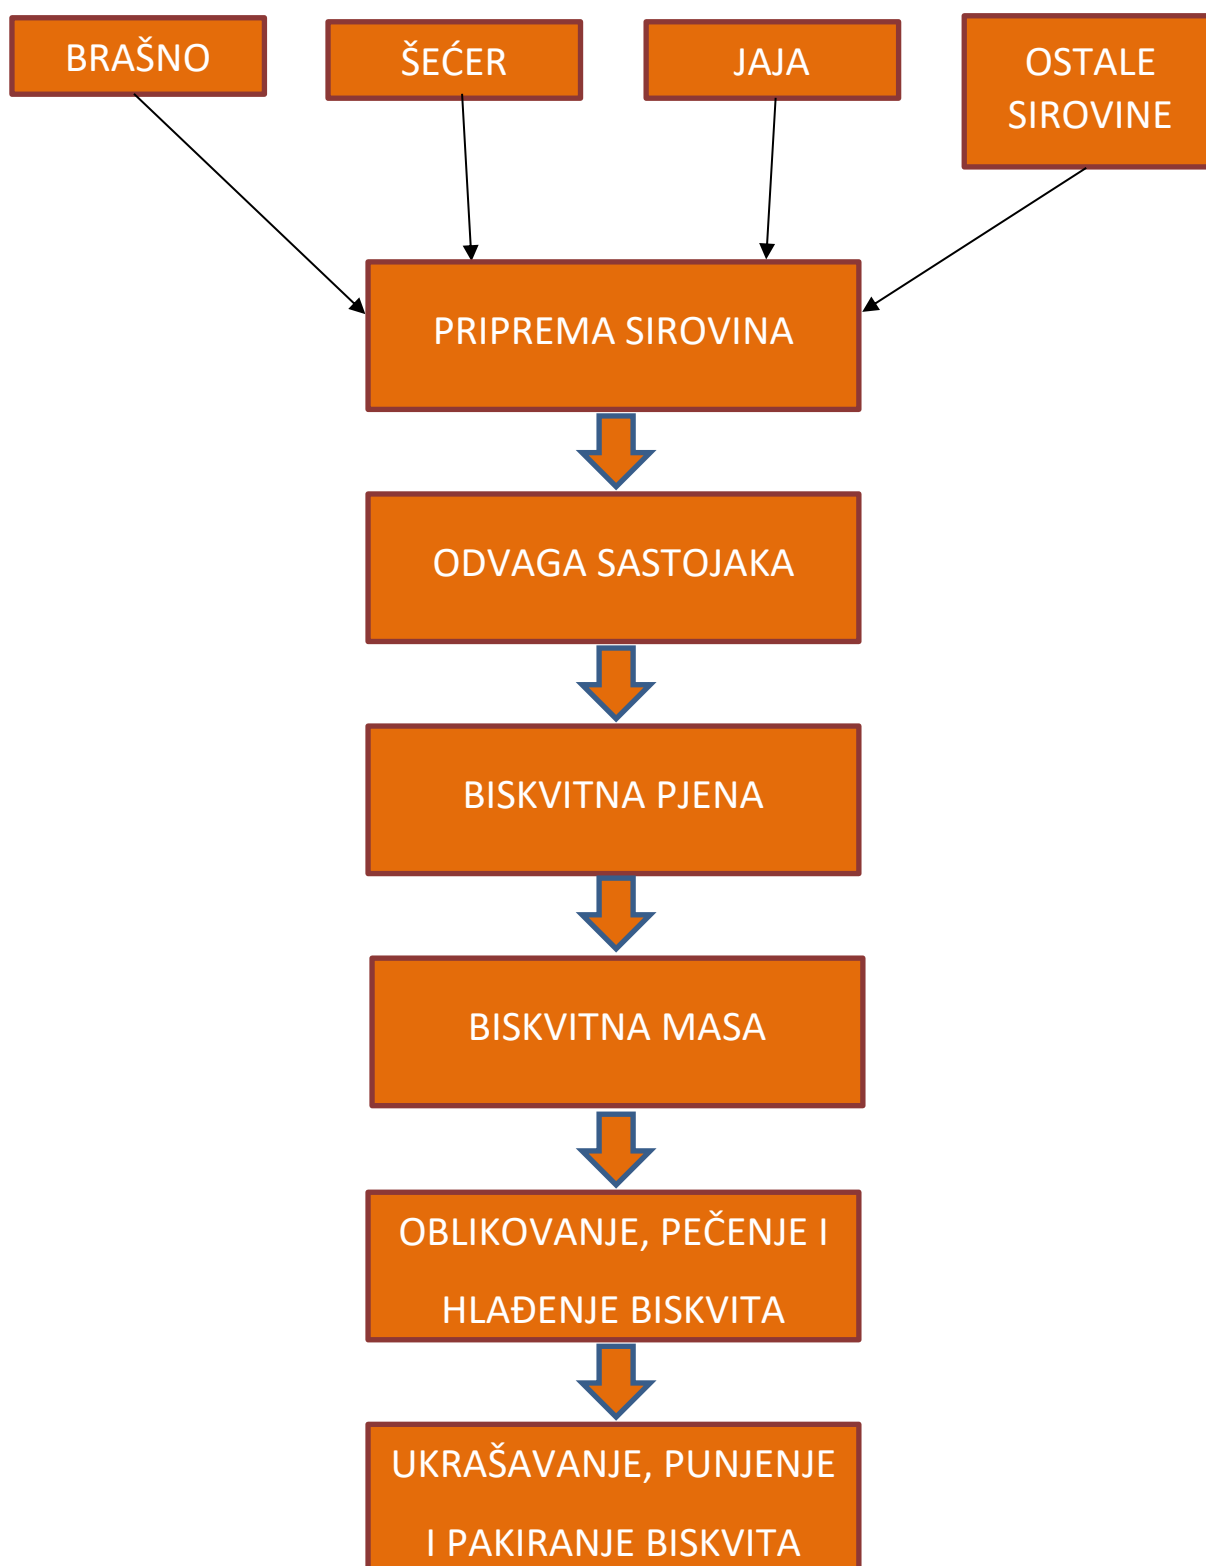 BRAŠNO
ŠEĆER
JAJA
OSTALE
SIROVINE
PRIPREMA SIROVINA
ODVAGA SASTOJAKA
BISKVITNA PJENA
BISKVITNA MASA
OBLIKOVANJE, PEČENJE I
HLAĐENJE BISKVITA
UKRAŠAVANJE, PUNJENJE
I PAKIRANJE BISKVITA